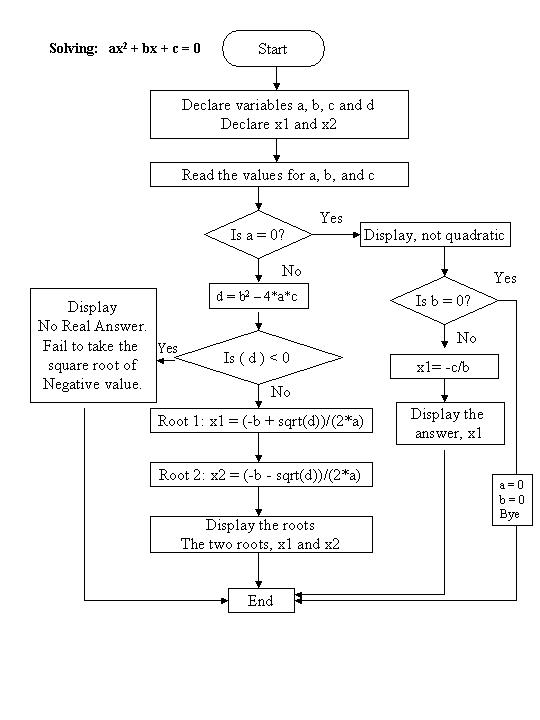 Solving:   ax² + bx + c = 0
Start
Declare variables a, b, c and d
Declare x1 and x2
Read the values for a, b, and c
Is a = 0?
Yes
Display, not quadratic
No
d = b² – 4*a*c
Is b = 0?
Yes
No
x1= -c/b
Display the
answer, x1
a = 0
b = 0
Bye
Is ( d ) < 0
Yes
Display
No Real Answer.
Fail to take the
square root of
Negative value.
No
Root 1: x1 = (-b + sqrt(d))/(2*a)
Root 2: x2 = (-b - sqrt(d))/(2*a)
Display the roots
The two roots, x1 and x2
End